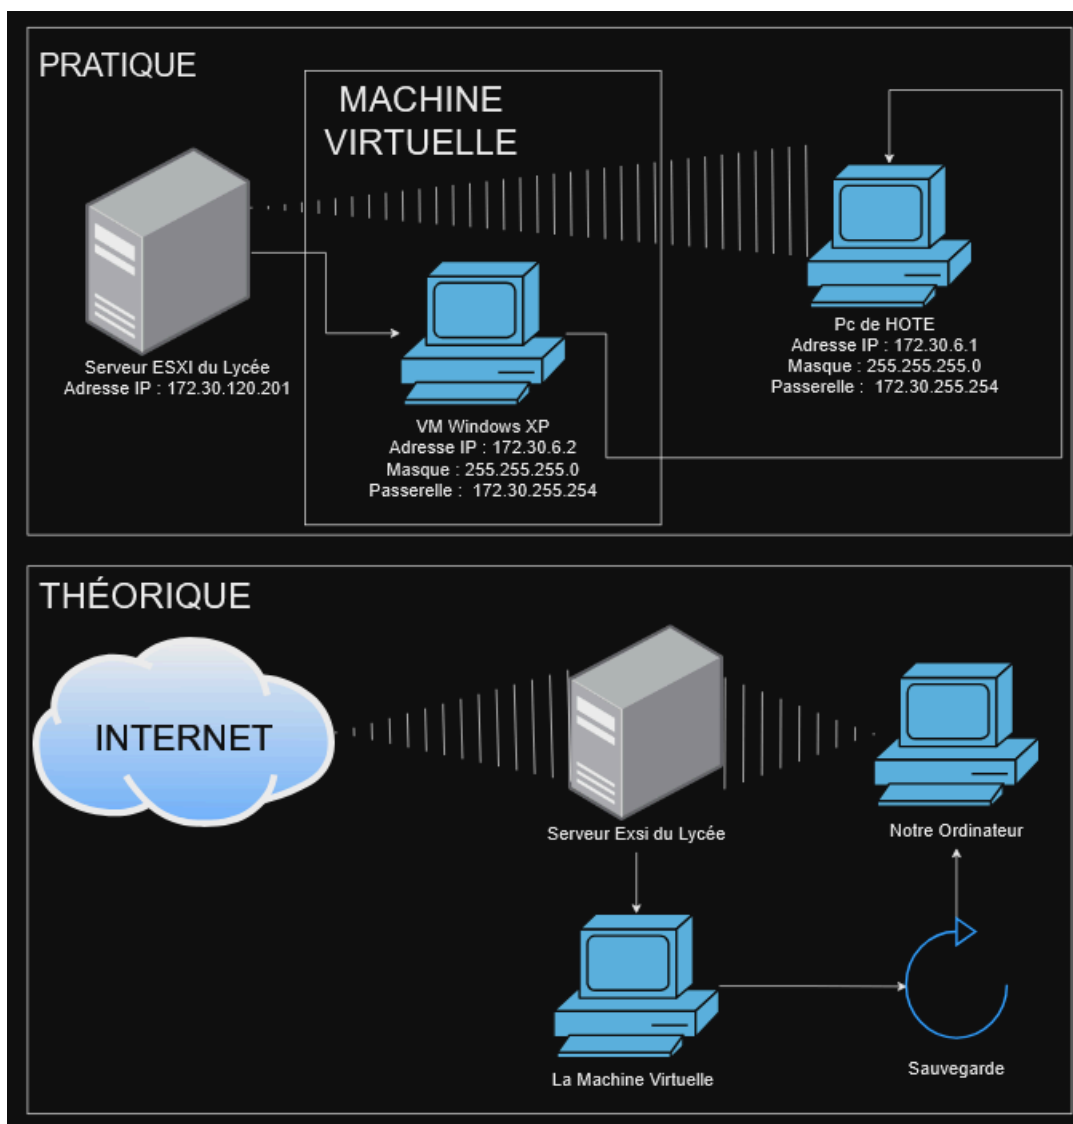 PRATIQUE
MACHINE
VIRTUELLE
Serveur ESXI du Lycée
Adresse IP : 172.30.120.201
VM Windows XP
Adresse IP : 172.30.6.2
Masque : 255.255.255.0
Passerelle : 172.30.255.254
Pc de HOTE
Adresse IP : 172.30.6.1
Masque : 255.255.255.0
Passerelle : 172.30.255.254
THÉORIQUE
INTERNET
Serveur Exsi du Lycée
Notre Ordinateur
La Machine Virtuelle
Sauvegarde